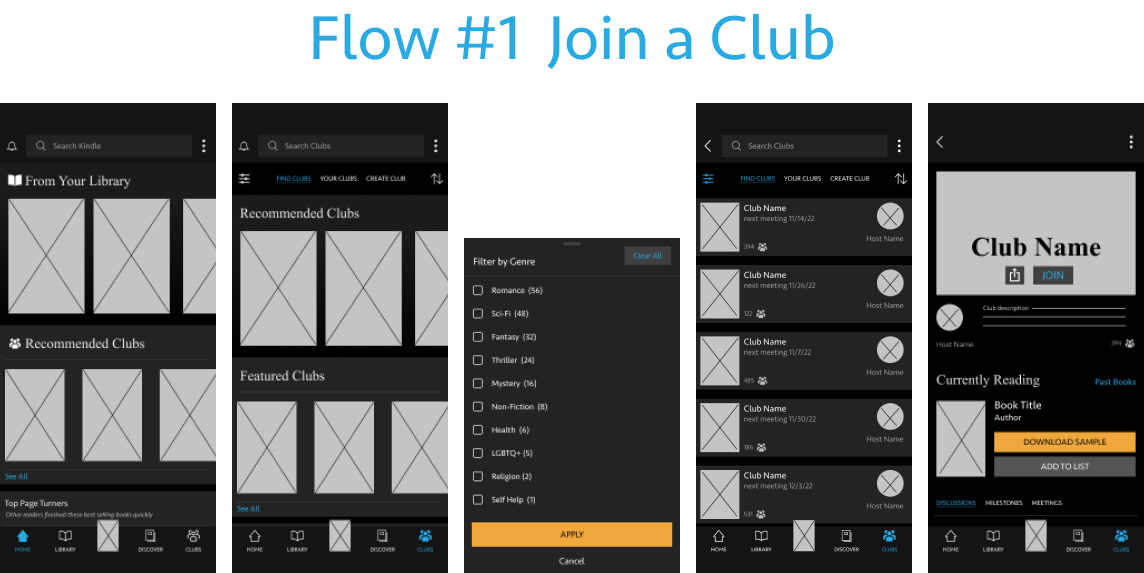 Flow #1 Join a Club
Search Kindle
From Your Library
Recommended Clubs
See All
Top Page Turners
Other readers finished these best selling books quickly
HOME
LIBRARY
DISCOVER
CLUBS
Search Clubs
FIND CLUBS
YOUR CLUBS
CREATE CLUB
Recommended Clubs
Featured Clubs
See All
HOME
LIBRARY
DISCOVER
CLUBS
Filter by Genre
Clear All
Romance (56)
Sci-Fi (48)
Fantasy (32)
Thriller (24)
Mystery (16)
Non-Fiction (8)
Health (6)
LGBTQ+ (5)
Religion (2)
Self Help (1)
APPLY
Cancel
Search Clubs
FIND CLUBS
YOUR CLUBS
CREATE CLUB
Club Name
next meeting 11/14/22
394
Host Name
Club Name
next meeting 11/26/22
122
Host Name
Club Name
next meeting 11/7/22
485
Host Name
Club Name
next meeting 11/30/22
186
Host Name
Club Name
next meeting 12/3/22
531
Host Name
HOME
LIBRARY
DISCOVER
CLUBS
Club Name
JOIN
Club description
Host Name
394
Currently Reading
Past Books
Book Title
Author
DOWNLOAD SAMPLE
ADD TO LIST
DISCUSSIONS
MILESTONES
MEETINGS
HOME
LIBRARY
DISCOVER
CLUBS